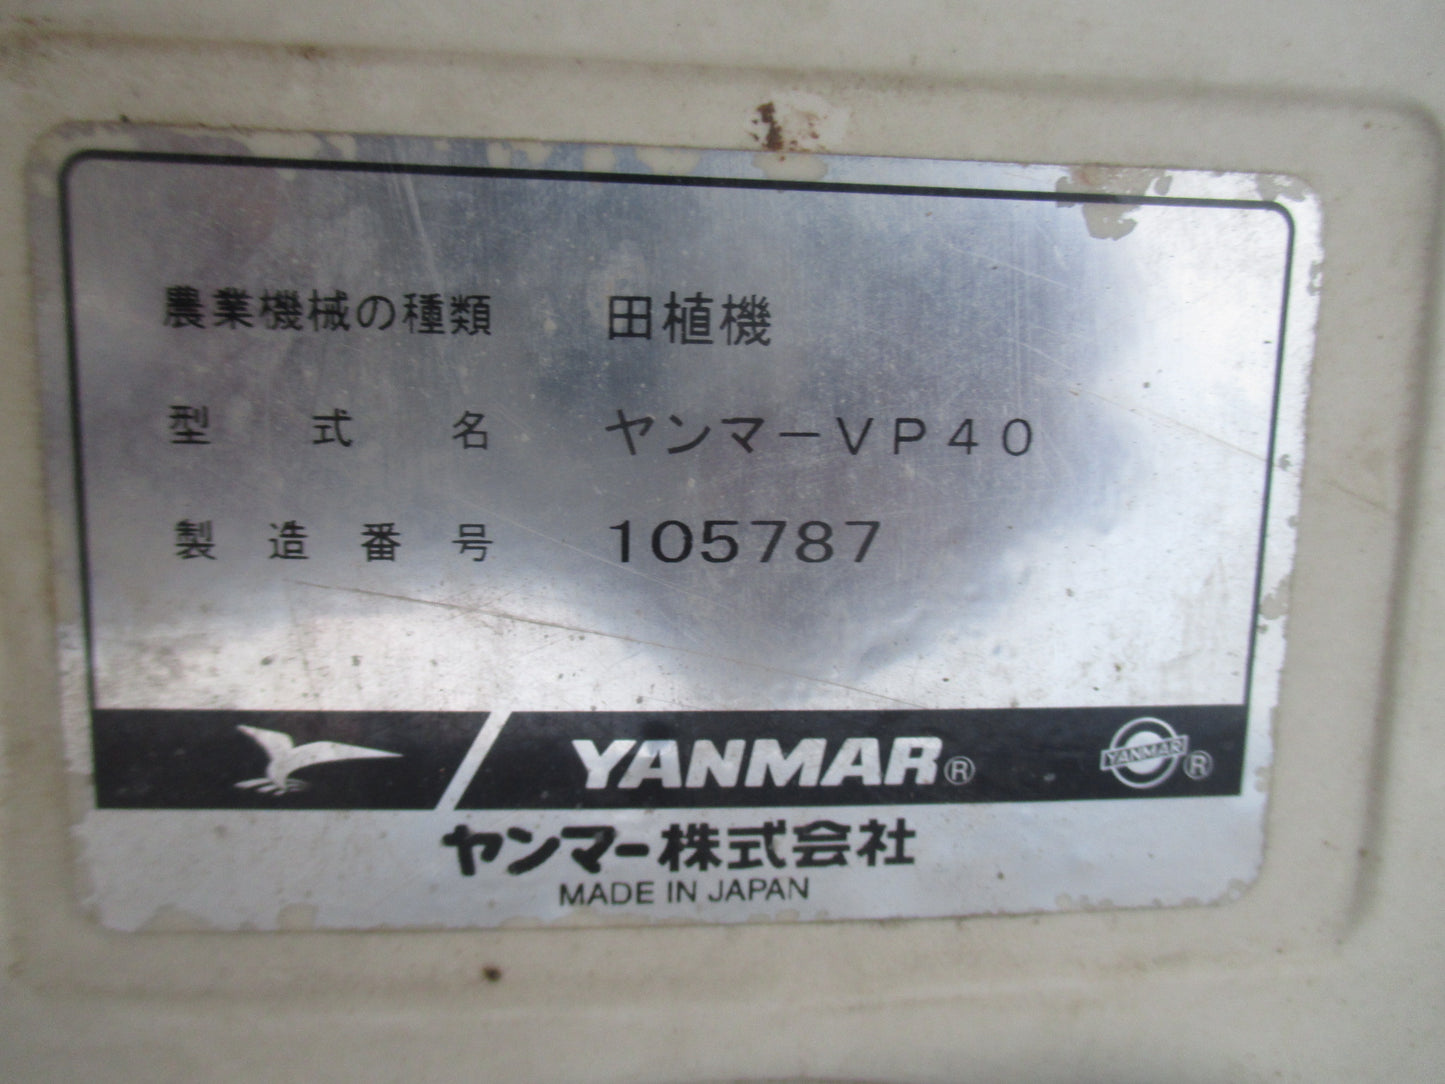 農業機械の種類 田植機
型式名 ヤンマーVP40
製造番号 105787
YANMAR® YANMAR®
ヤンマー株式会社
MADE IN JAPAN